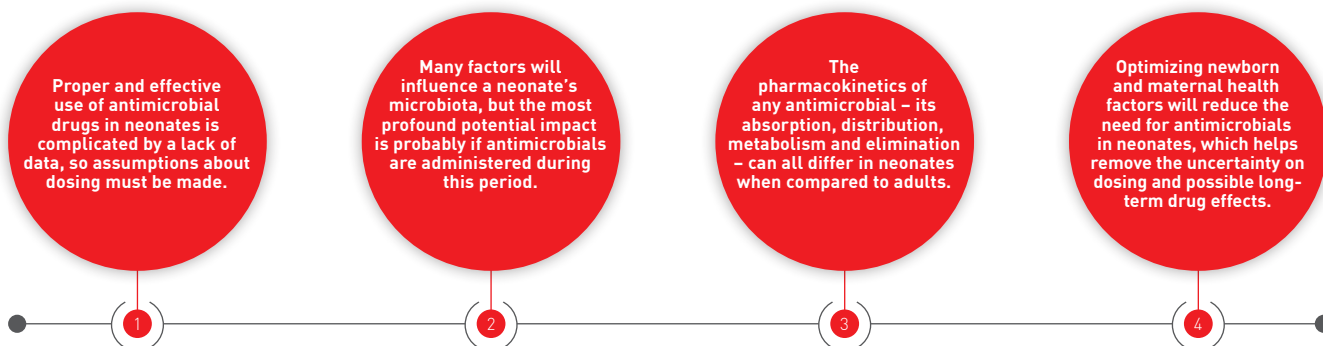 Proper and effective
use of antimicrobial
drugs in neonates is
complicated by a lack of
data, so assumptions about
dosing must be made.
Many factors will
influence a neonate's
microbiota, but the most
profound potential impact
is probably if antimicrobials
are administered during
this period.
The
pharmacokinetics of
any antimicrobial – its
absorption, distribution,
metabolism and elimination
– can all differ in neonates
when compared to adults.
Optimizing newborn
and maternal health
factors will reduce the
need for antimicrobials
in neonates, which helps
remove the uncertainty on
dosing and possible long-
term drug effects.
1
2
3
4